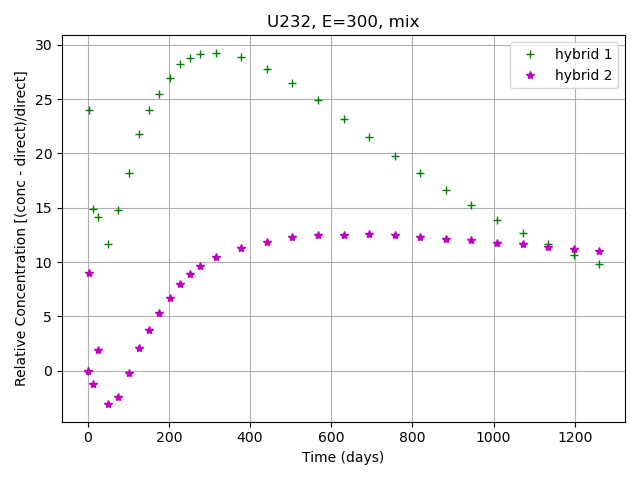 U232, E=300, mix
hybrid 1
hybrid 2
Relative Concentration [(conc - direct)/direct]
30
25
20
15
10
5
0
0 200 400 600 800 1000 1200
Time (days)